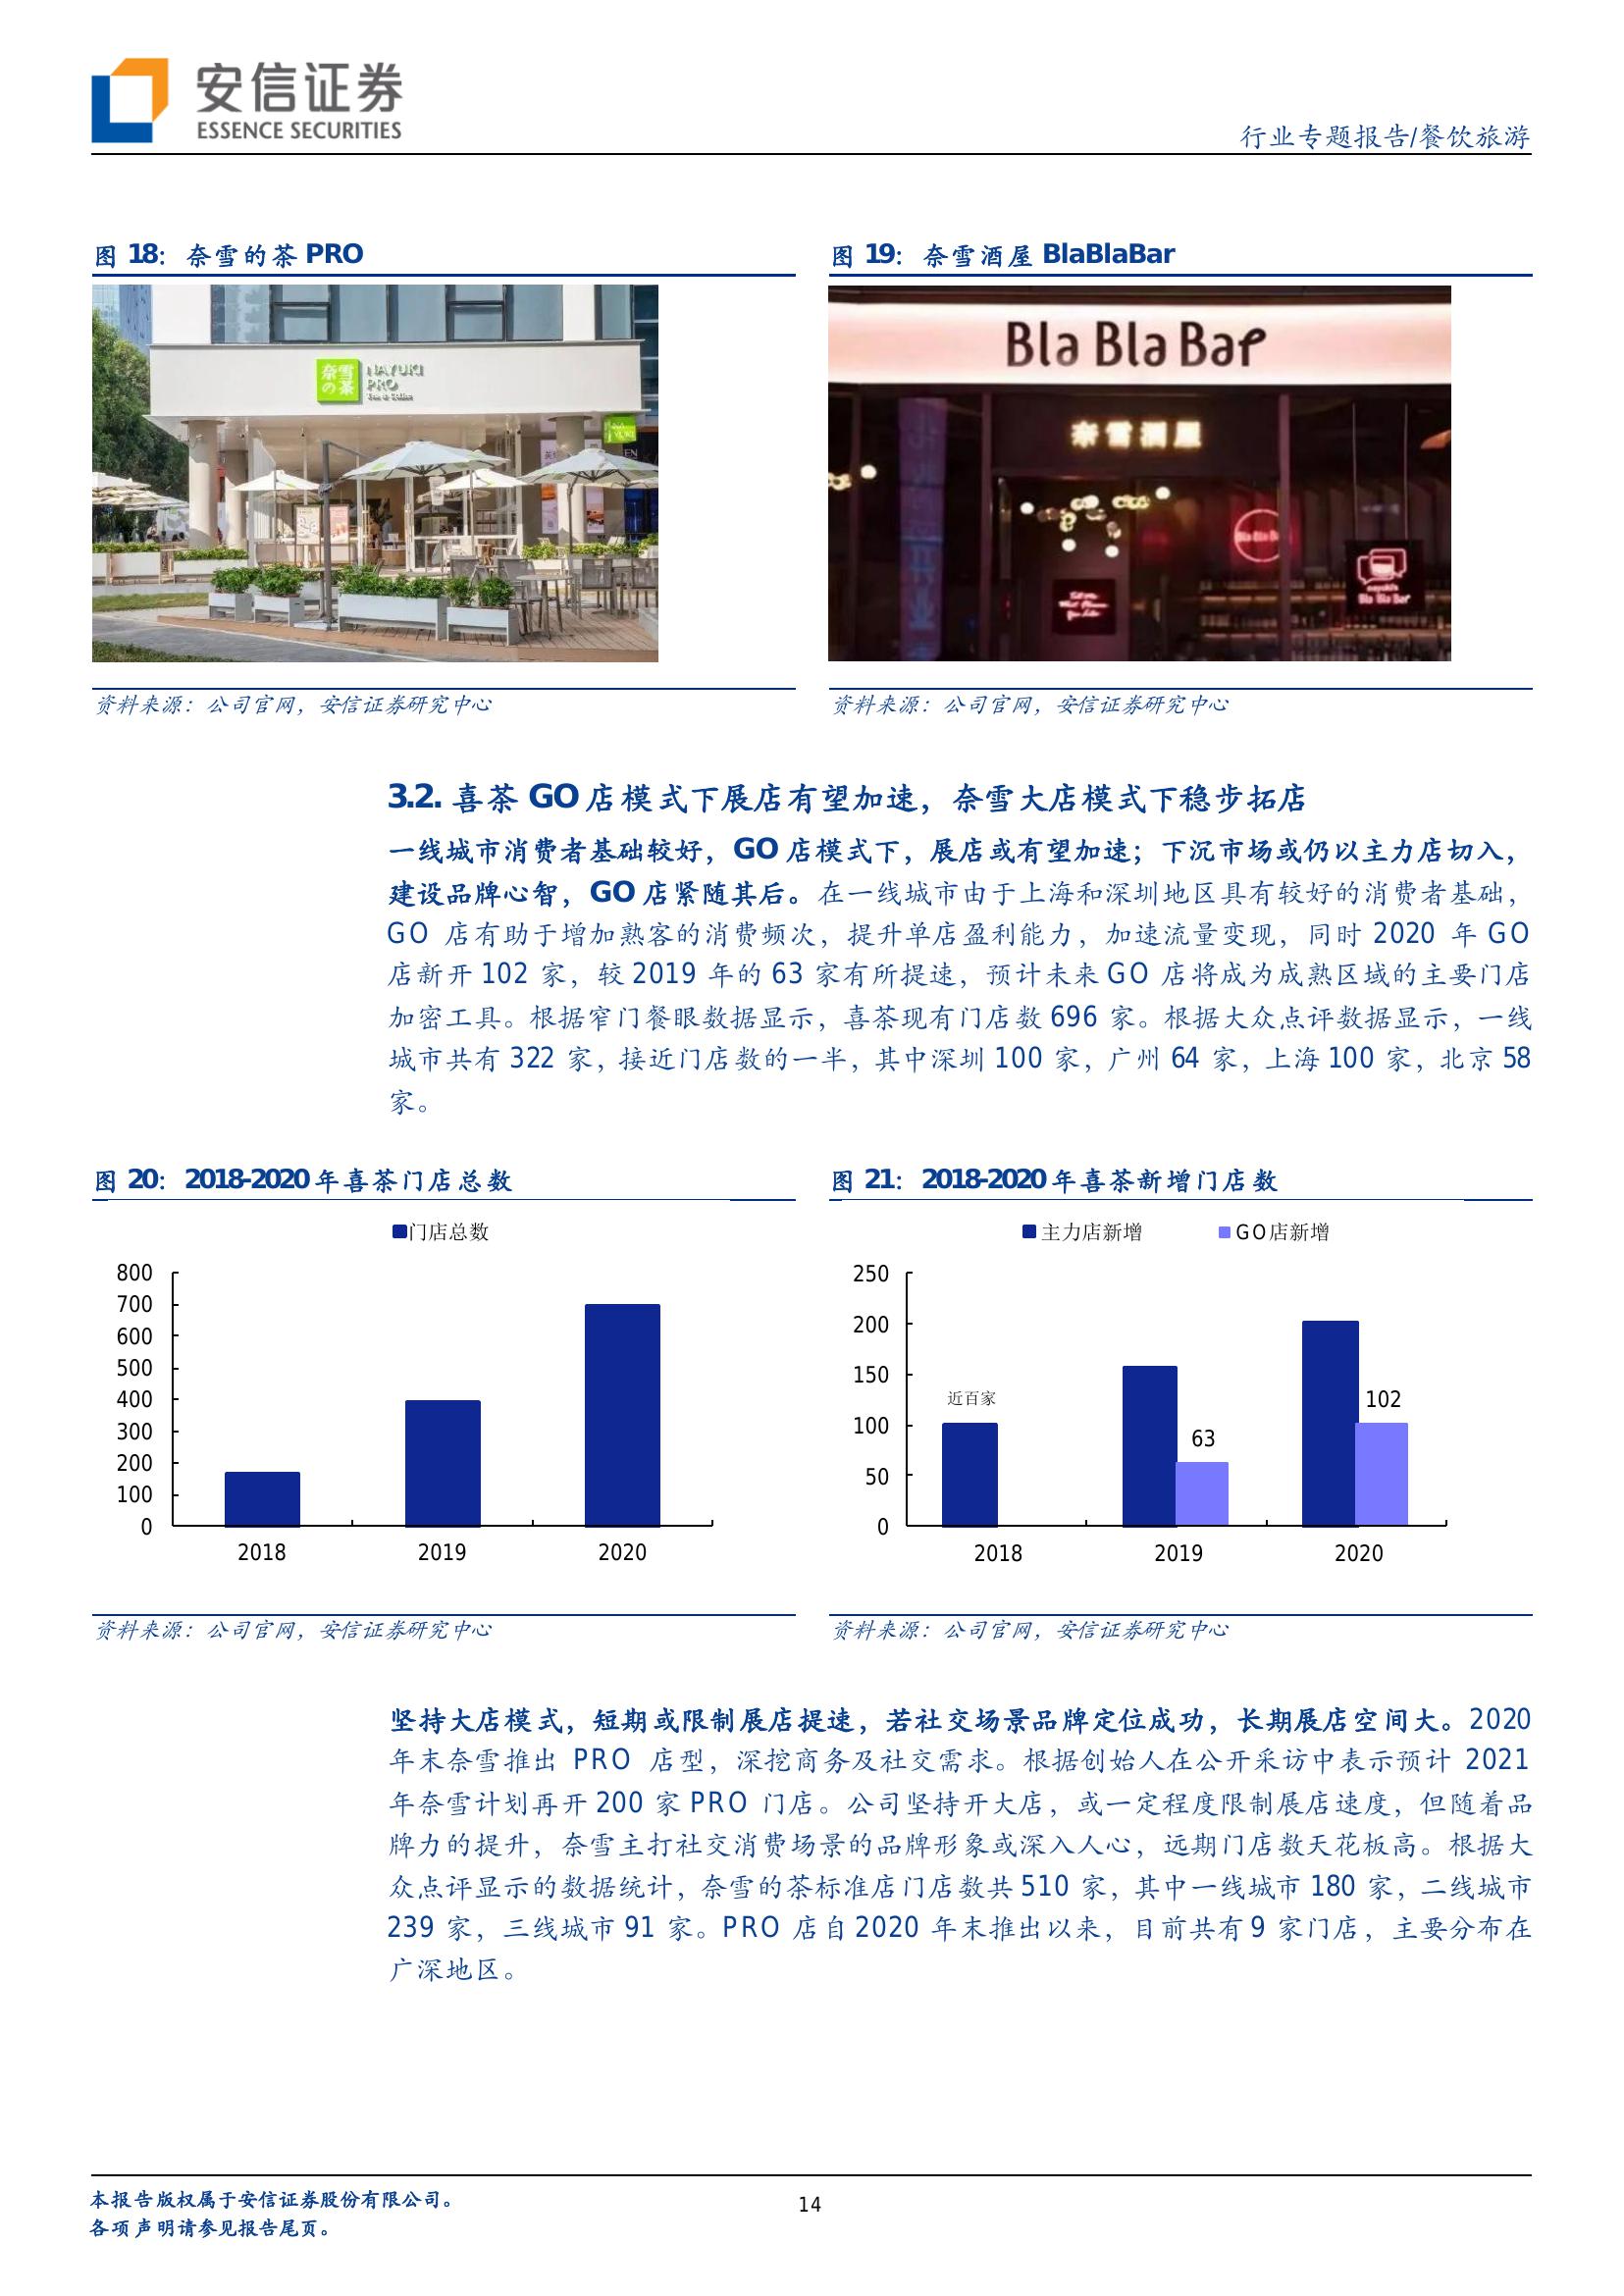 安信证券
ESSENCE SECURITIES
行业专题报告/餐饮旅游
图 18：奈雪的茶 PRO
图 19：奈雪酒屋 BlaBlaBar
奈雪の茶
NAYUKI
PRO
Bla Bla Bar
奈雪酒屋
Bla Bla Bar
资料来源：公司官网，安信证券研究中心
资料来源：公司官网，安信证券研究中心
3.2. 喜茶 GO 店模式下展店有望加速，奈雪大店模式下稳步拓店
一线城市消费者基础较好，GO 店模式下，展店或有望加速；下沉市场或仍以主力店切入，
建设品牌心智，GO 店紧随其后。在一线城市由于上海和深圳地区具有较好的消费者基础，
GO 店有助于增加熟客的消费频次，提升单店盈利能力，加速流量变现，同时 2020 年 GO
店新开 102 家，较 2019 年的 63 家有所提速，预计未来 GO 店将成为成熟区域的主要门店
加密工具。根据窄门餐眼数据显示，喜茶现有门店数 696 家。根据大众点评数据显示，一线
城市共有 322 家，接近门店数的一半，其中深圳 100 家，广州 64 家，上海 100 家，北京 58
家。
图 20：2018-2020 年喜茶门店总数
图 21：2018-2020 年喜茶新增门店数
门店总数
800
700
600
500
400
300
200
100
0
2018 2019 2020
主力店新增 GO店新增
250
200
150
100
50
0
近百家
63
102
2018 2019 2020
资料来源：公司官网，安信证券研究中心
资料来源：公司官网，安信证券研究中心
坚持大店模式，短期或限制展店提速，若社交场景品牌定位成功，长期展店空间大。2020
年末奈雪推出 PRO 店型，深挖商务及社交需求。根据创始人在公开采访中表示预计 2021
年奈雪计划再开 200 家 PRO 门店。公司坚持开大店，或一定程度限制展店速度，但随着品
牌力的提升，奈雪主打社交消费场景的品牌形象或深入人心，远期门店数天花板高。根据大
众点评显示的数据统计，奈雪的茶标准店门店数共 510 家，其中一线城市 180 家，二线城市
239 家，三线城市 91 家。PRO 店自 2020 年末推出以来，目前共有 9 家门店，主要分布在
广深地区。
本报告版权属于安信证券股份有限公司。
各项声明请参见报告尾页。
14